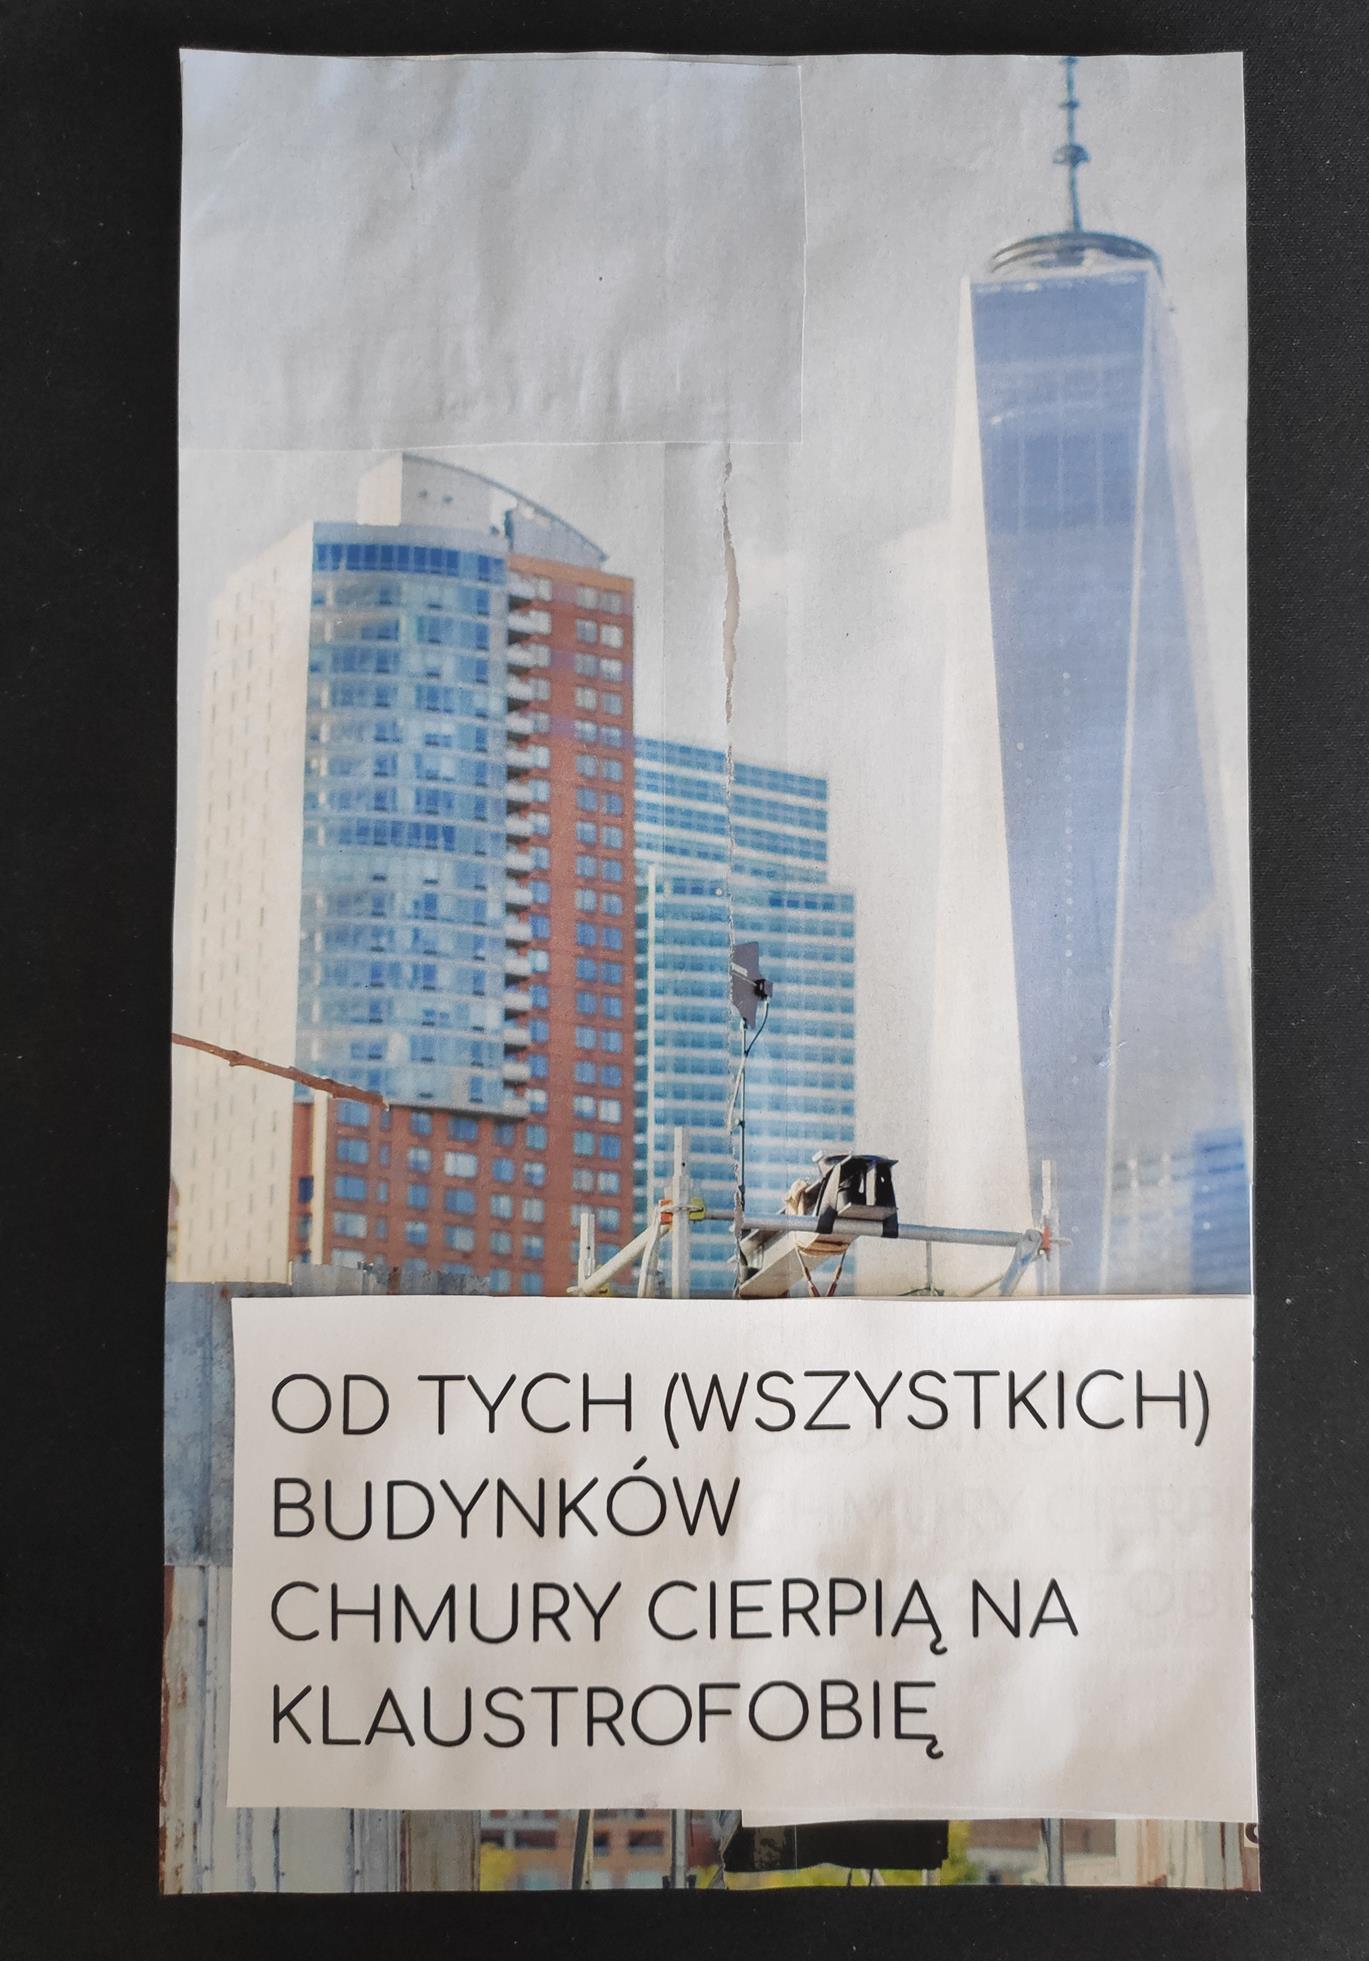 OD TYCH (WSZYSTKICH)
BUDYNKÓW
CHMURY CIERPIĄ NA
KLAUSTROFOBIĘ